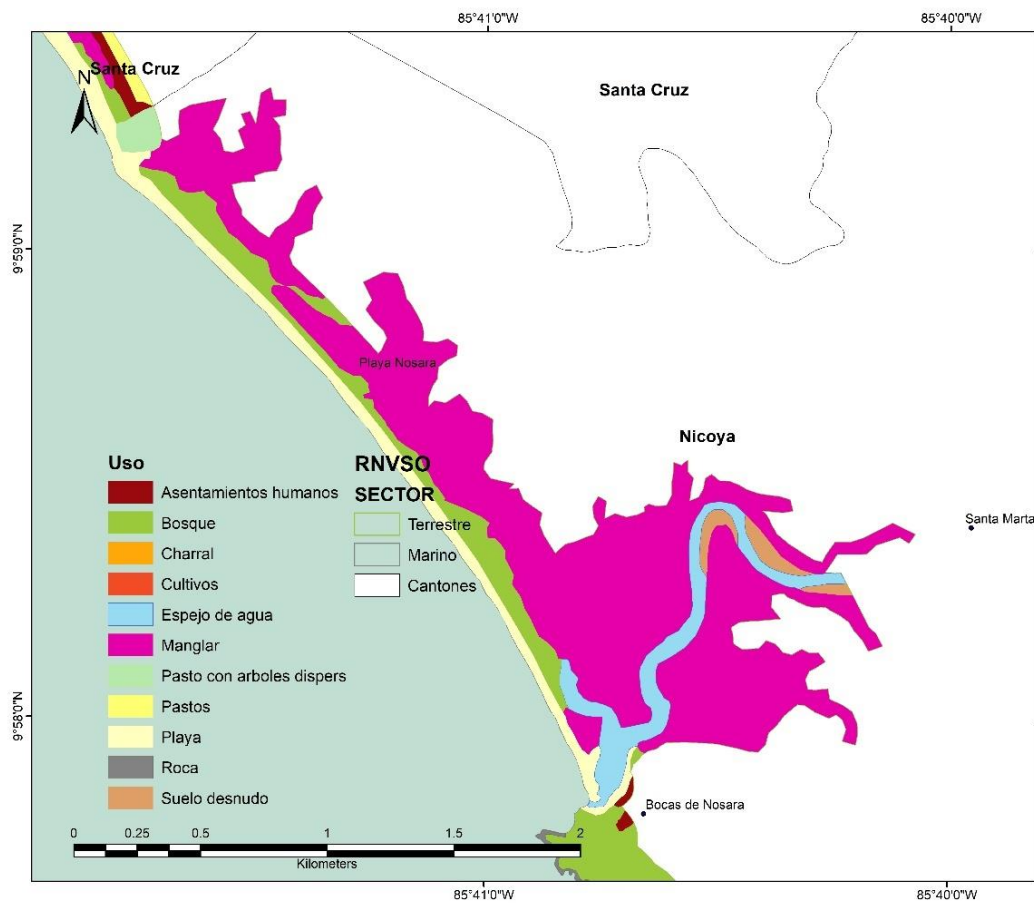 85°41'0"W
85°40'0"W
Santa Cruz
N
Santa Cruz
9°59'0"N
Playa Nosara
Nicoya
Santa Marta
Uso
Asentamientos humanos
Bosque
Charral
Cultivos
Espejo de agua
Manglar
Pasto con arboles dispers
Pastos
Playa
Roca
Suelo desnudo
RNVSO
SECTOR
Terrestre
Marino
Cantones
9°58'0"N
Bocas de Nosara
0
0.25
0.5
1
1.5
2
Kilometers
85°41'0"W
85°40'0"W